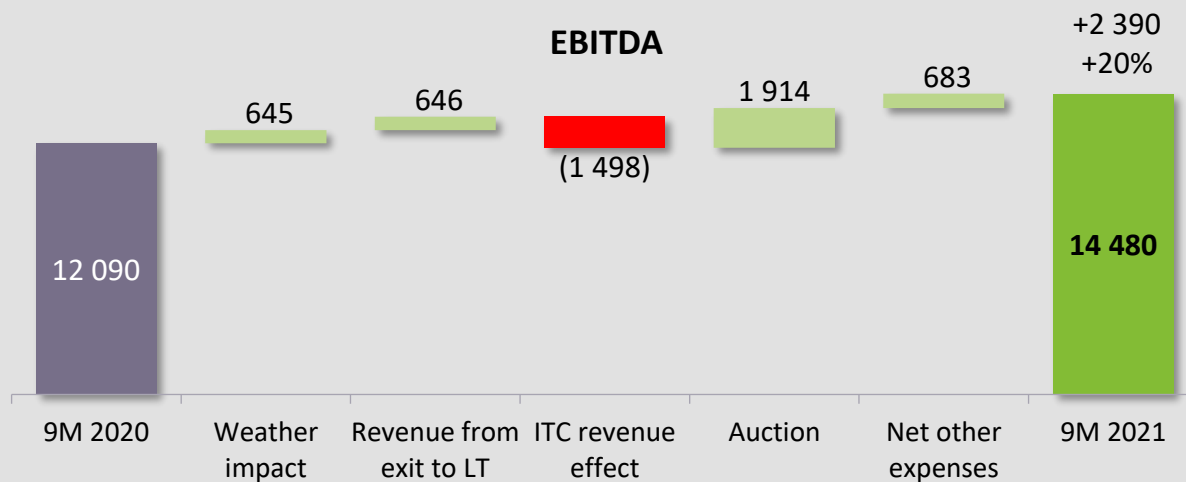 EBITDA
+2 390
+20%
645
646
(1 498)
1 914
683
12 090
14 480
9M 2020
Weather
impact
Revenue from
exit to LT
ITC revenue
effect
Auction
Net other
expenses
9M 2021